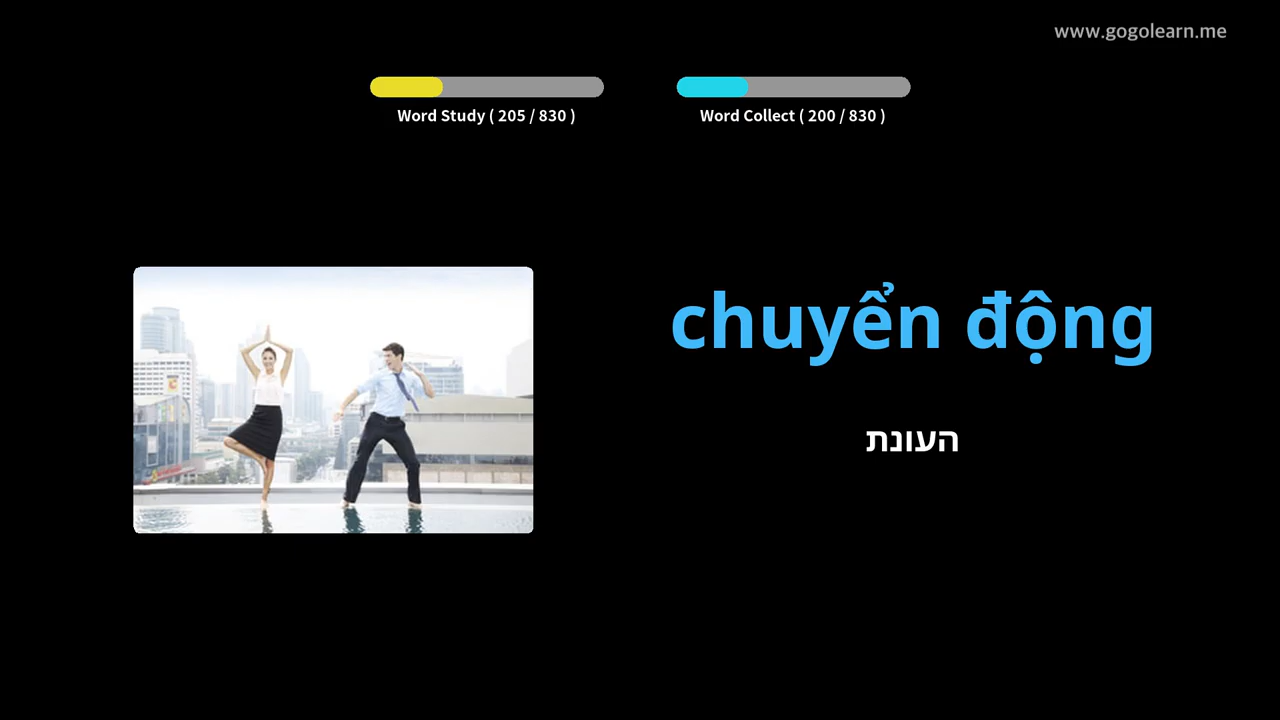 www.gogolearn.me
Word Study ( 205 / 830 )
Word Collect ( 200 / 830 )
chuyển động
העונת